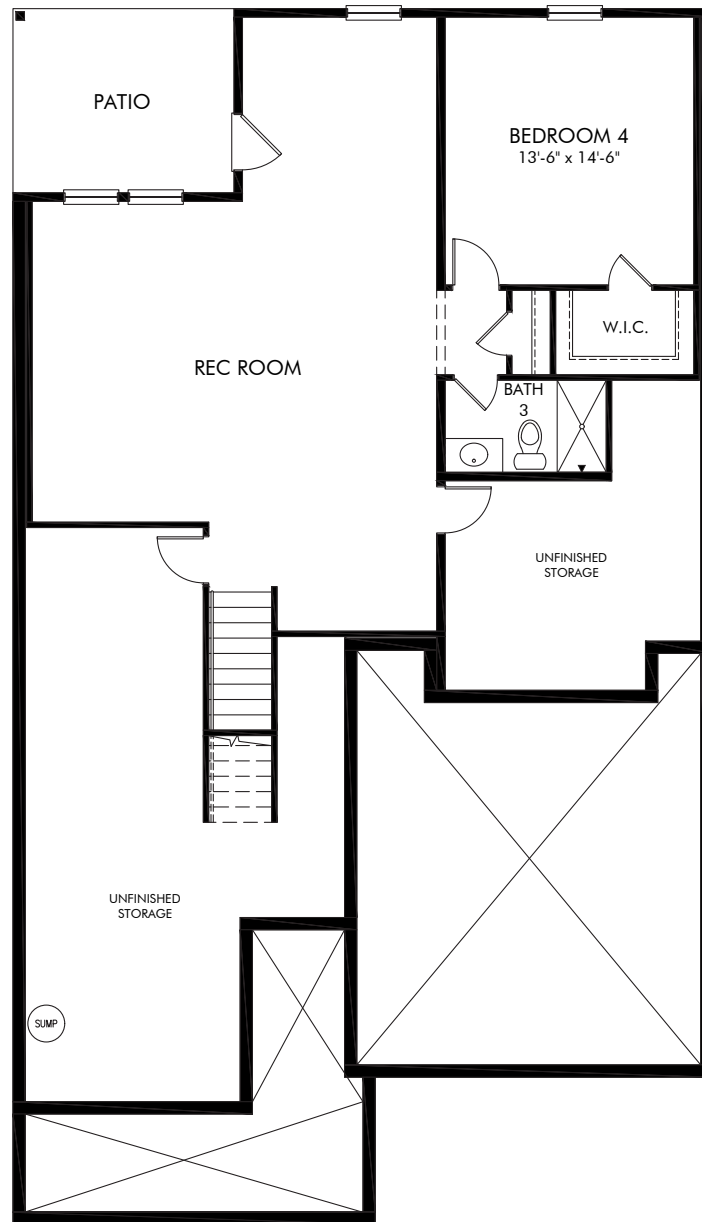 PATIO
BEDROOM 4
13'-6" x 14'-6"
W.I.C.
REC ROOM
BATH
3
UNFINISHED
STORAGE
UNFINISHED
STORAGE
SUMP